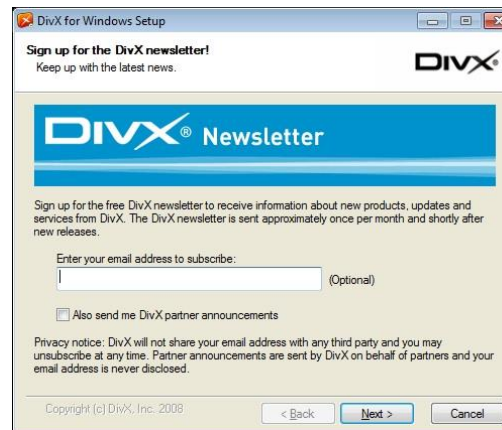 DivX for Windows Setup
Sign up for the DivX newsletter!
Keep up with the latest news.
DIVX®
DIVX® Newsletter
Sign up for the free DivX newsletter to receive information about new products, updates and
services from DivX. The DivX newsletter is sent approximately once per month and shortly after
new releases.
Enter your email address to subscribe:
(Optional)
Also send me DivX partner announcements
Privacy notice: DivX will not share your email address with any third party and you may
unsubscribe at any time. Partner announcements are sent by DivX on behalf of partners and your
email address is never disclosed.
Copyright (c) DivX, Inc. 2008
< Back
Next >
Cancel